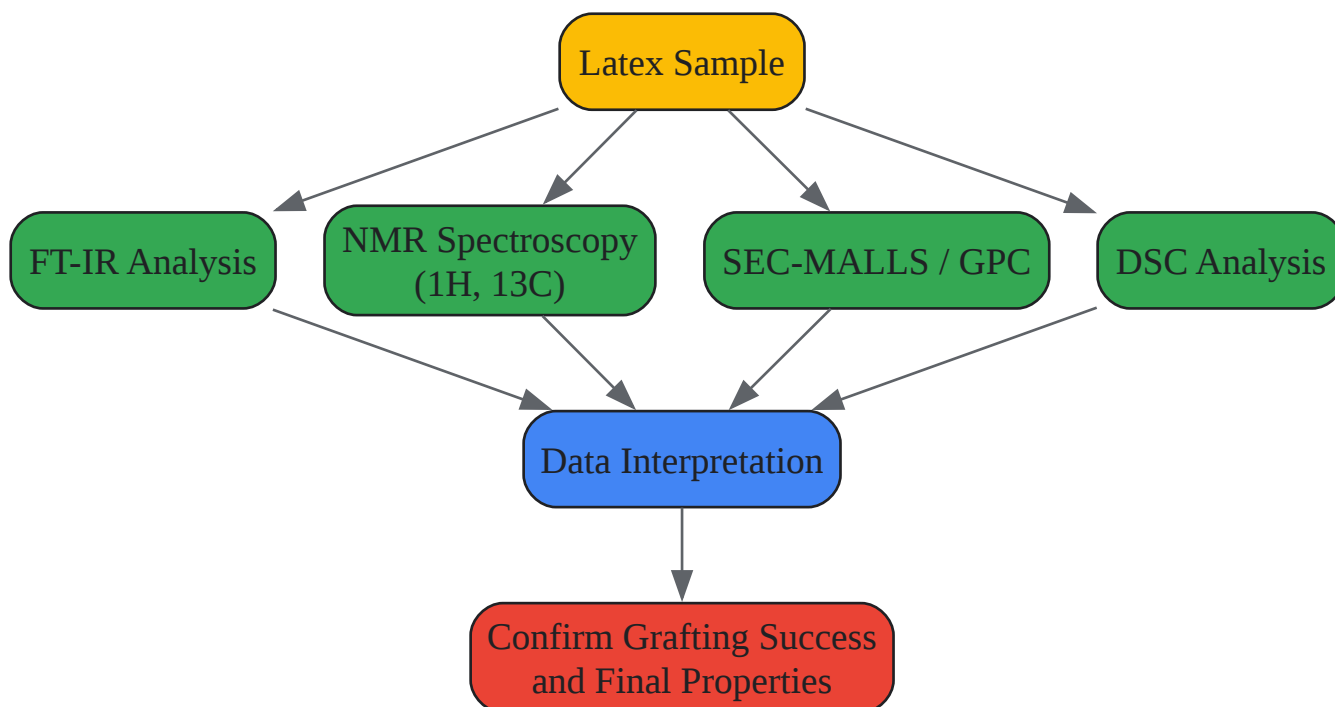 Latex Sample
FT-IR Analysis
NMR Spectroscopy
(1H, 13C)
SEC-MALLS / GPC
DSC Analysis
Data Interpretation
Confirm Grafting Success
and Final Properties